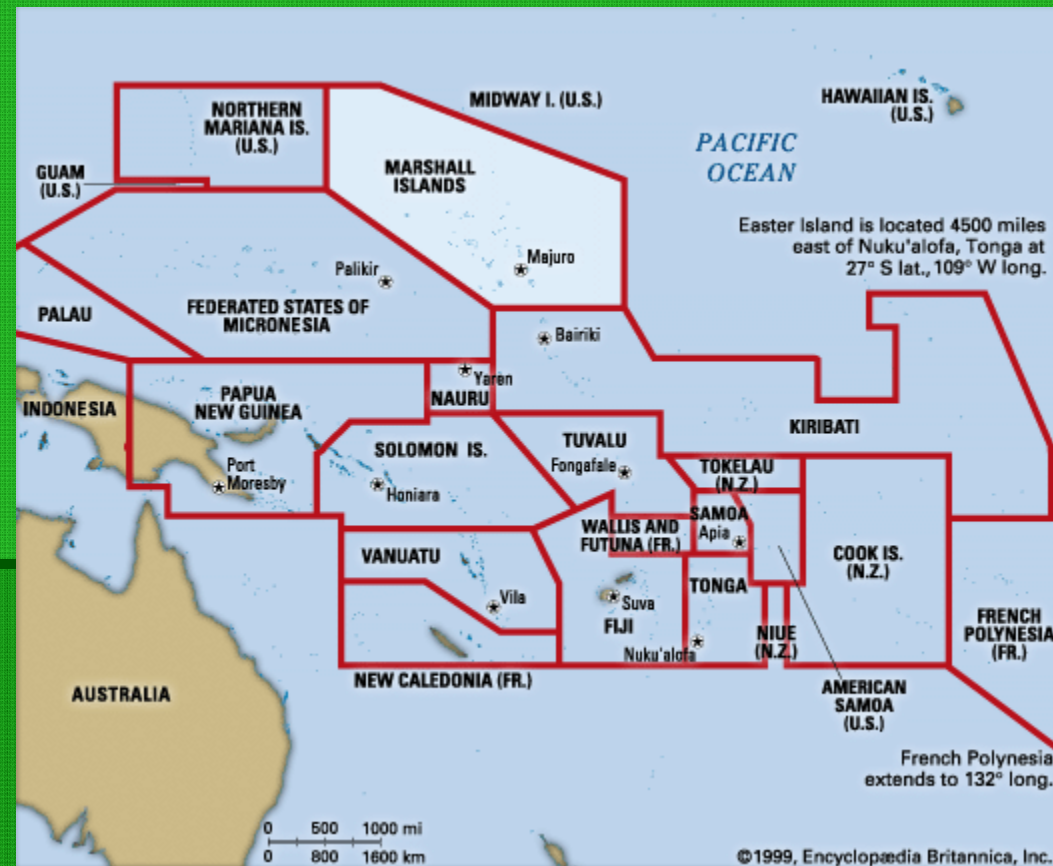 NORTHERN
MARIANA IS.
(U.S.)
MIDWAY I. (U.S.)
HAWAIIAN IS.
(U.S.)
PACIFIC
OCEAN
GUAM
(U.S.)
MARSHALL
ISLANDS
Easter Island is located 4500 miles
east of Nuku'alofa, Tonga at
27° S lat., 109° W long.
Majuro
Palikir
FEDERATED STATES OF
MICRONESIA
PALAU
Bairiki
Yaren
NAURU
INDONESIA
PAPUA
NEW GUINEA
KIRIBATI
SOLOMON IS.
TUVALU
Fongafale
TOKELAU
(N.Z.)
Port
Moresby
Honiara
SAMOA
Apia
WALLIS AND
FUTUNA (FR.)
VANUATU
COOK IS.
(N.Z.)
TONGA
Vila
Suva
FIJI
NIUE
(N.Z.)
FRENCH
POLYNESIA
(FR.)
Nuku'alofa
NEW CALEDONIA (FR.)
AUSTRALIA
AMERICAN
SAMOA
(U.S.)
French Polynesia
extends to 132° long.
0 500 1000 mi
0 800 1600 km
©1999, Encyclopædia Britannica, Inc.